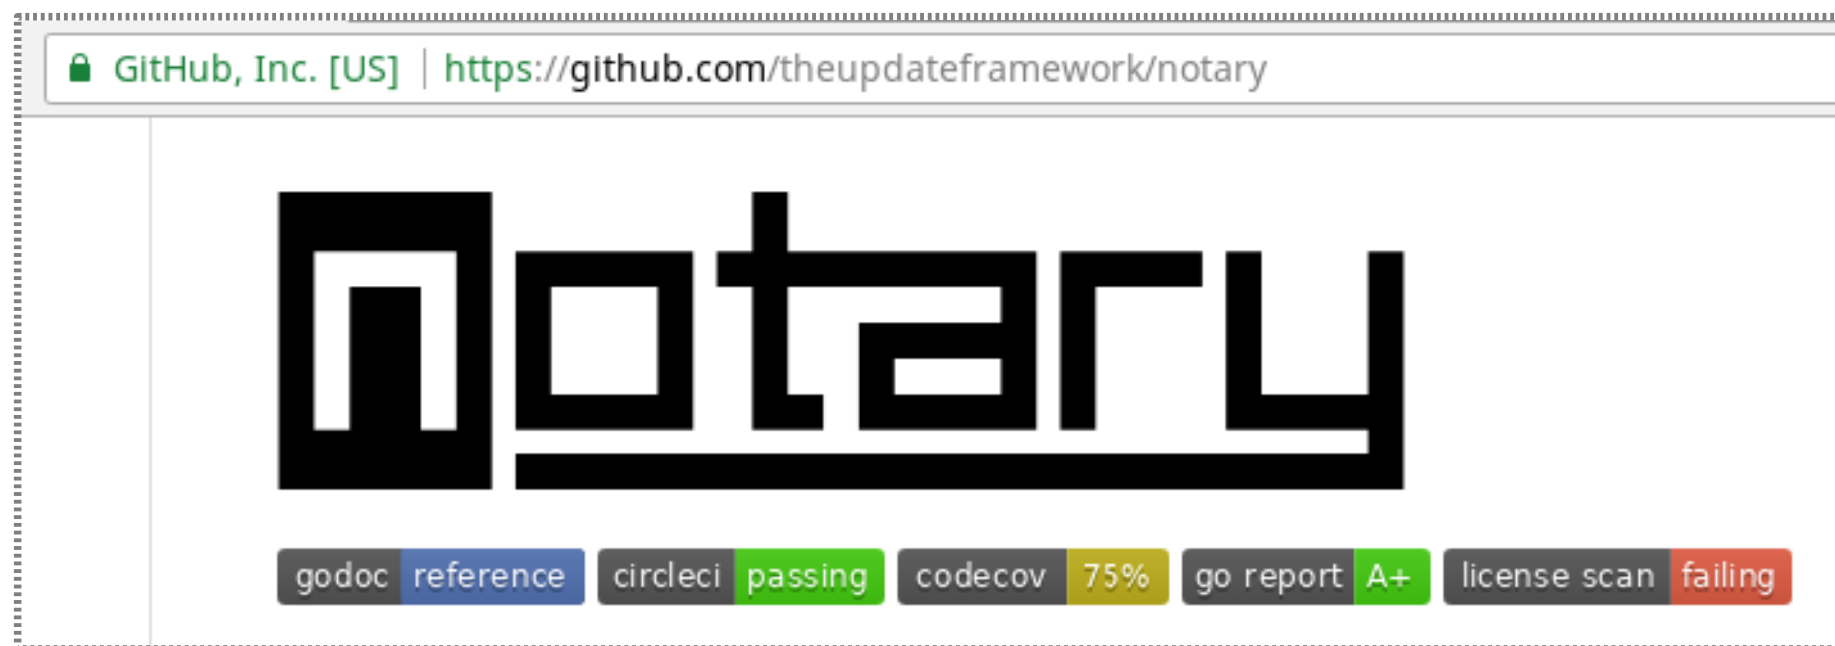 GitHub, Inc. [US] | https://github.com/theupdateframework/notary
notary
godoc reference circleci passing codecov 75% go report A+ license scan failing